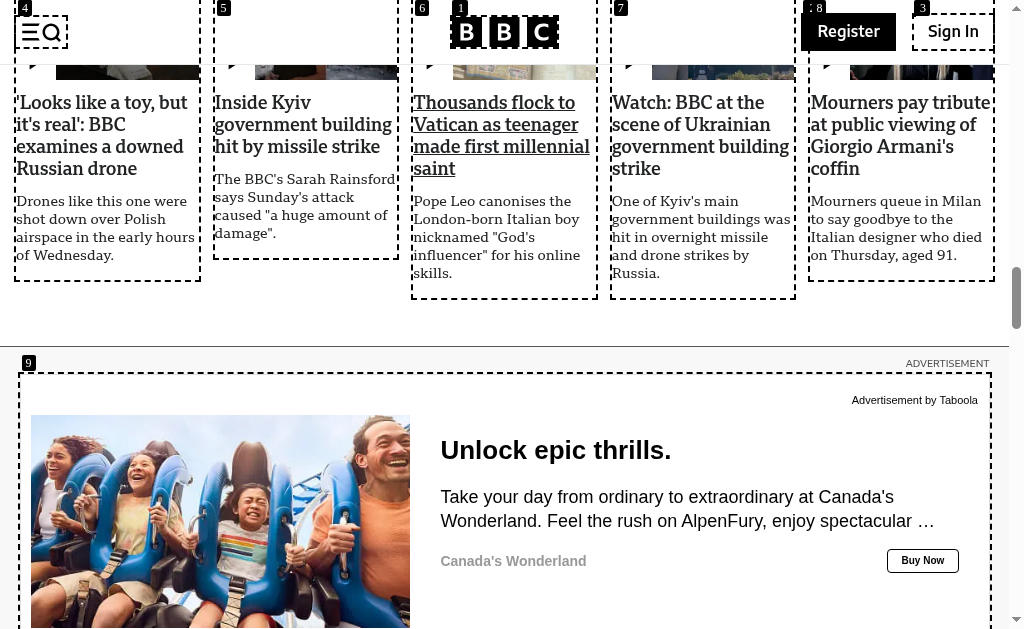 4
5
6
1
7
8
3
BBC
Register
Sign In
'Looks like a toy, but
it's real': BBC
examines a downed
Russian drone
Drones like this one were
shot down over Polish
airspace in the early hours
of Wednesday.
Inside Kyiv
government building
hit by missile strike
The BBC's Sarah Rainsford
says Sunday's attack
caused "a huge amount of
damage".
Thousands flock to
Vatican as teenager
made first millennial
saint
Pope Leo canonises the
London-born Italian boy
nicknamed "God's
influencer" for his online
skills.
Watch: BBC at the
scene of Ukrainian
government building
strike
One of Kyiv's main
government buildings was
hit in overnight missile
and drone strikes by
Russia.
Mourners pay tribute
at public viewing of
Giorgio Armani's
coffin
Mourners queue in Milan
to say goodbye to the
Italian designer who died
on Thursday, aged 91.
9
ADVERTISEMENT
Advertisement by Taboola
Unlock epic thrills.
Take your day from ordinary to extraordinary at Canada's
Wonderland. Feel the rush on AlpenFury, enjoy spectacular …
Canada's Wonderland
Buy Now